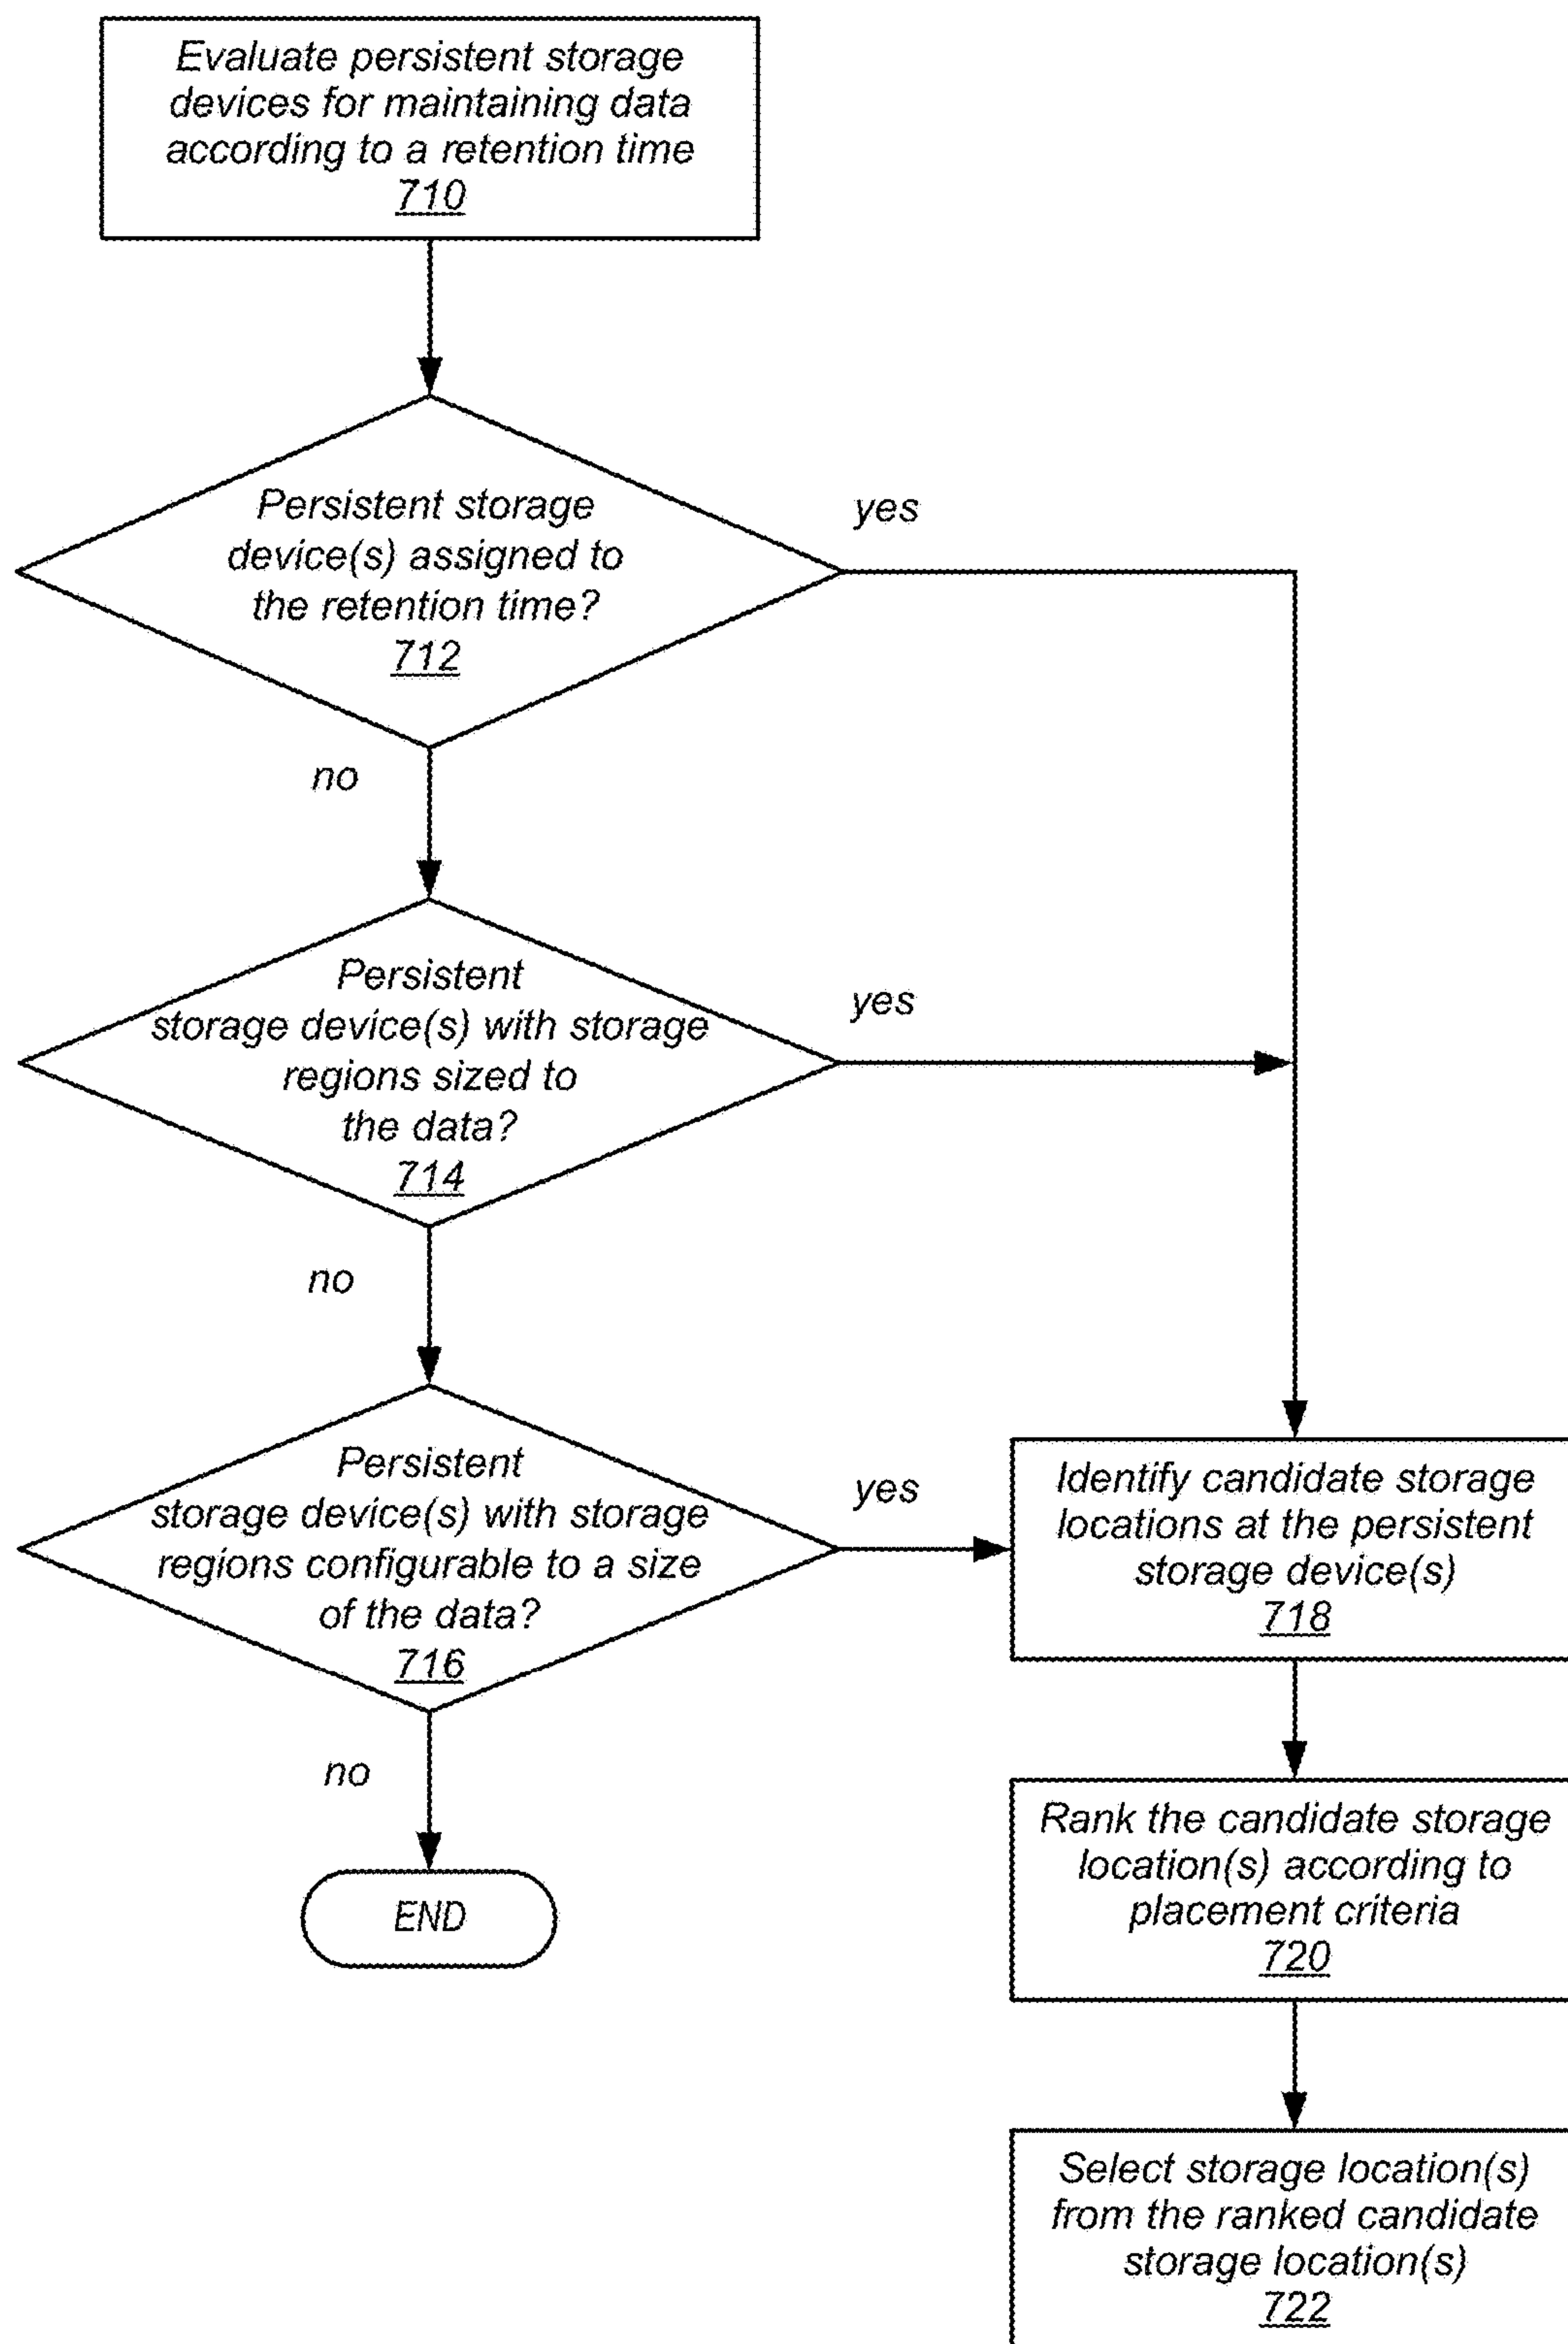 Evaluate persistent storage
devices for maintaining data
according to a retention time
710
Persistent storage
device(s) assigned to
the retention time?
712
yes
no
Persistent
storage device(s) with storage
regions sized to
the data?
714
yes
no
Persistent
storage device(s) with storage
regions configurable to a size
of the data?
716
yes
no
END
Identify candidate storage
locations at the persistent
storage device(s)
718
Rank the candidate storage
location(s) according to
placement criteria
720
Select storage location(s)
from the ranked candidate
storage location(s)
722